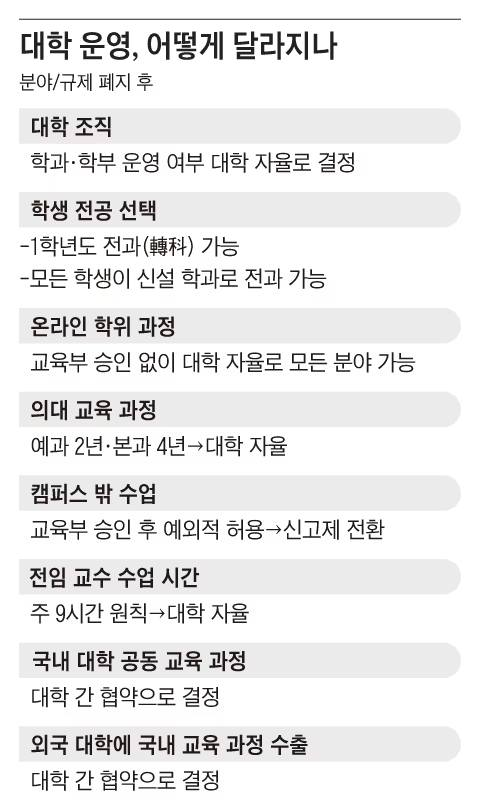 대학 운영, 어떻게 달라지나
분야/규제 폐지 후
대학 조직
학과·학부 운영 여부 대학 자율로 결정
학생 전공 선택
-1학년도 전과(轉科) 가능
-모든 학생이 신설 학과로 전과 가능
온라인 학위 과정
교육부 승인 없이 대학 자율로 모든 분야 가능
의대 교육 과정
예과 2년·본과 4년→대학 자율
캠퍼스 밖 수업
교육부 승인 후 예외적 허용→신고제 전환
전임 교수 수업 시간
주 9시간 원칙→대학 자율
국내 대학 공동 교육 과정
대학 간 협약으로 결정
외국 대학에 국내 교육 과정 수출
대학 간 협약으로 결정